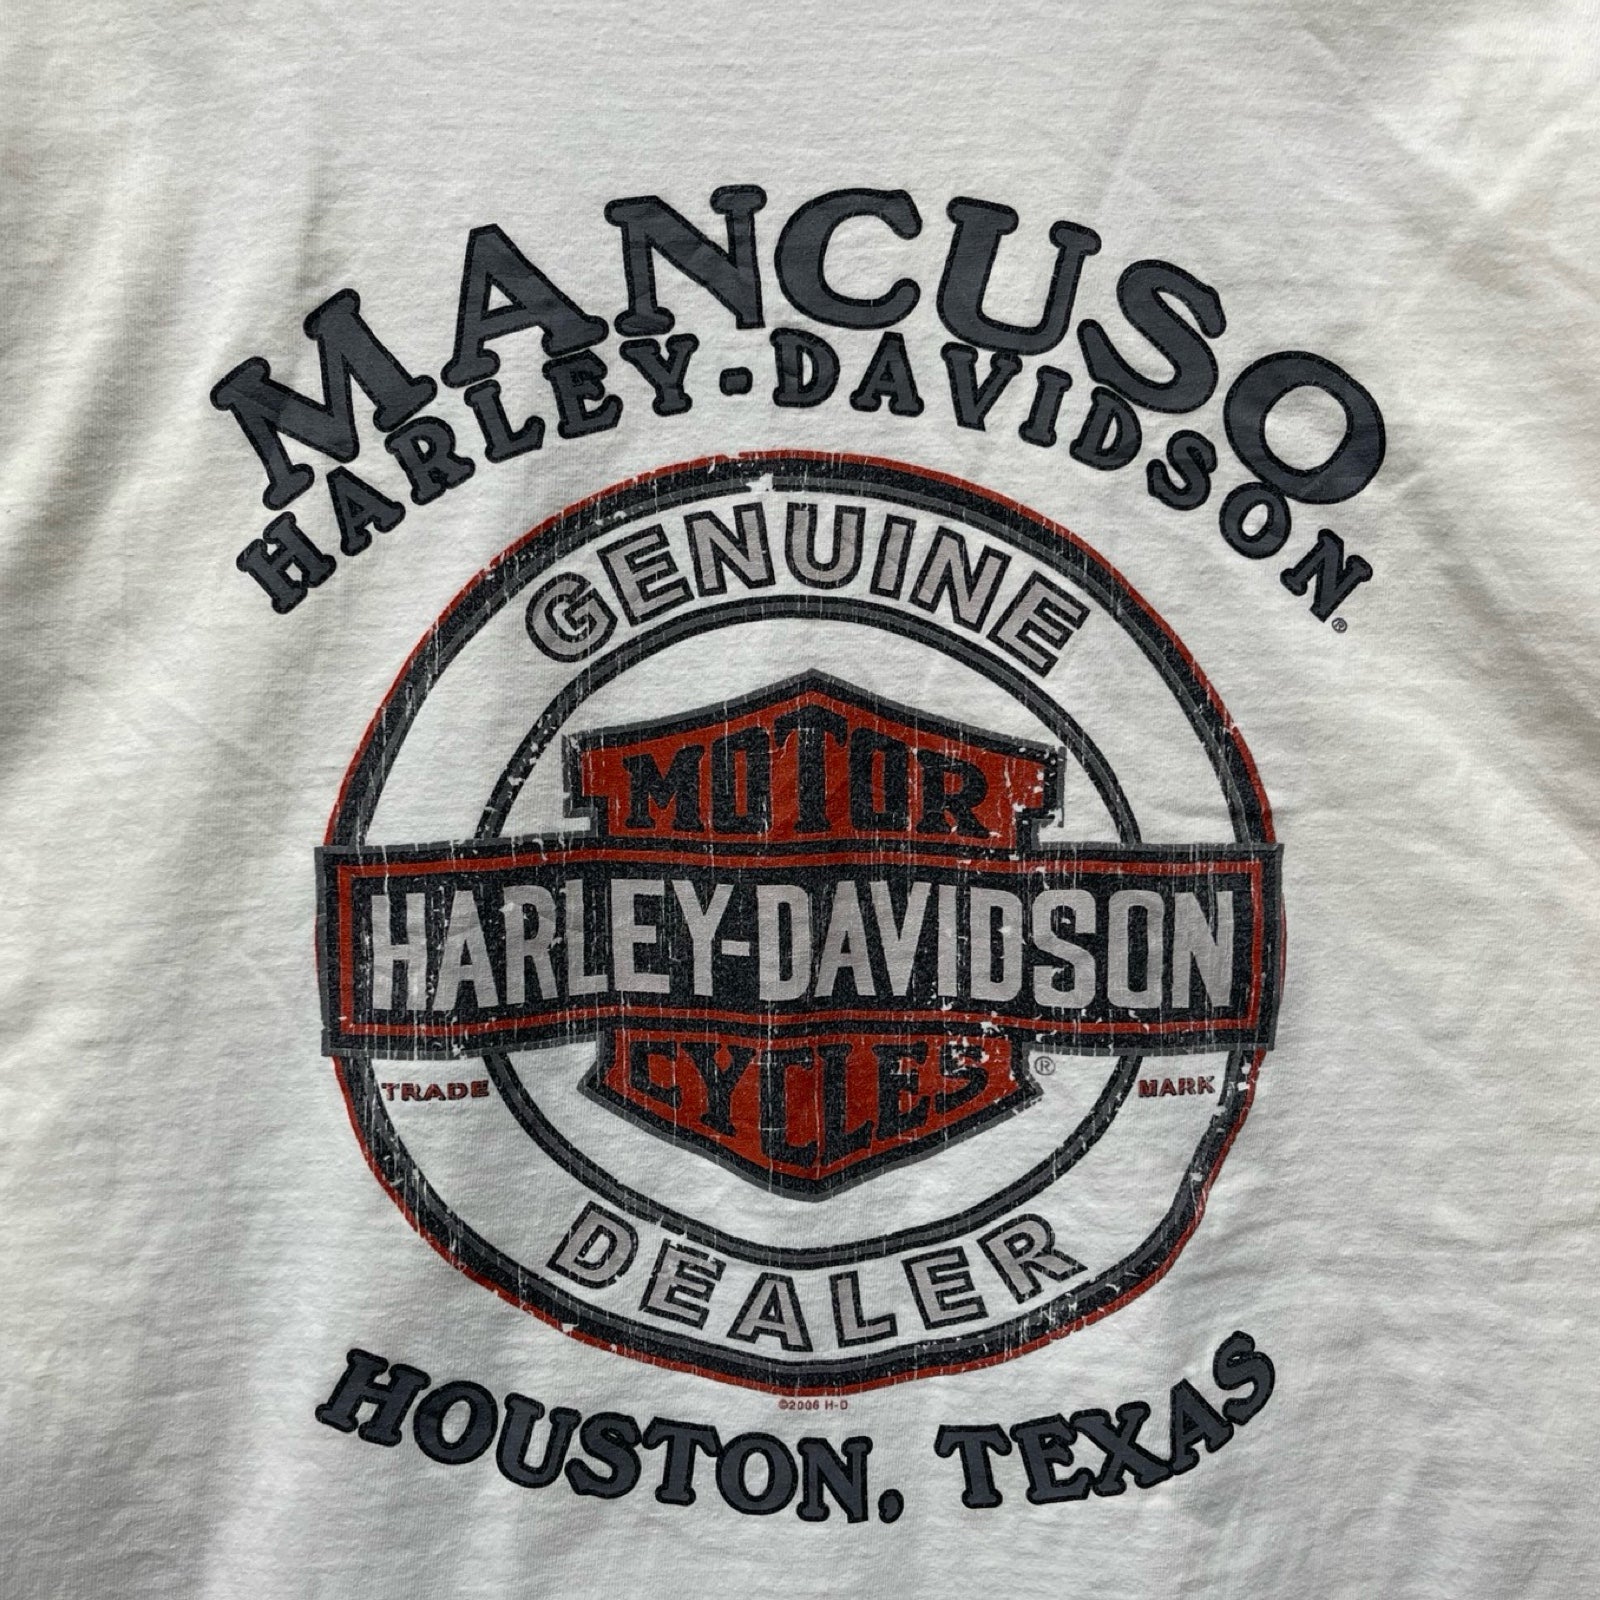 MANCUSO
HARLEY-DAVIDSON®
GENUINE
MOTOR
HARLEY-DAVIDSON
CYCLES®
TRADE MARK
DEALER
©2006 H-D
HOUSTON, TEXAS